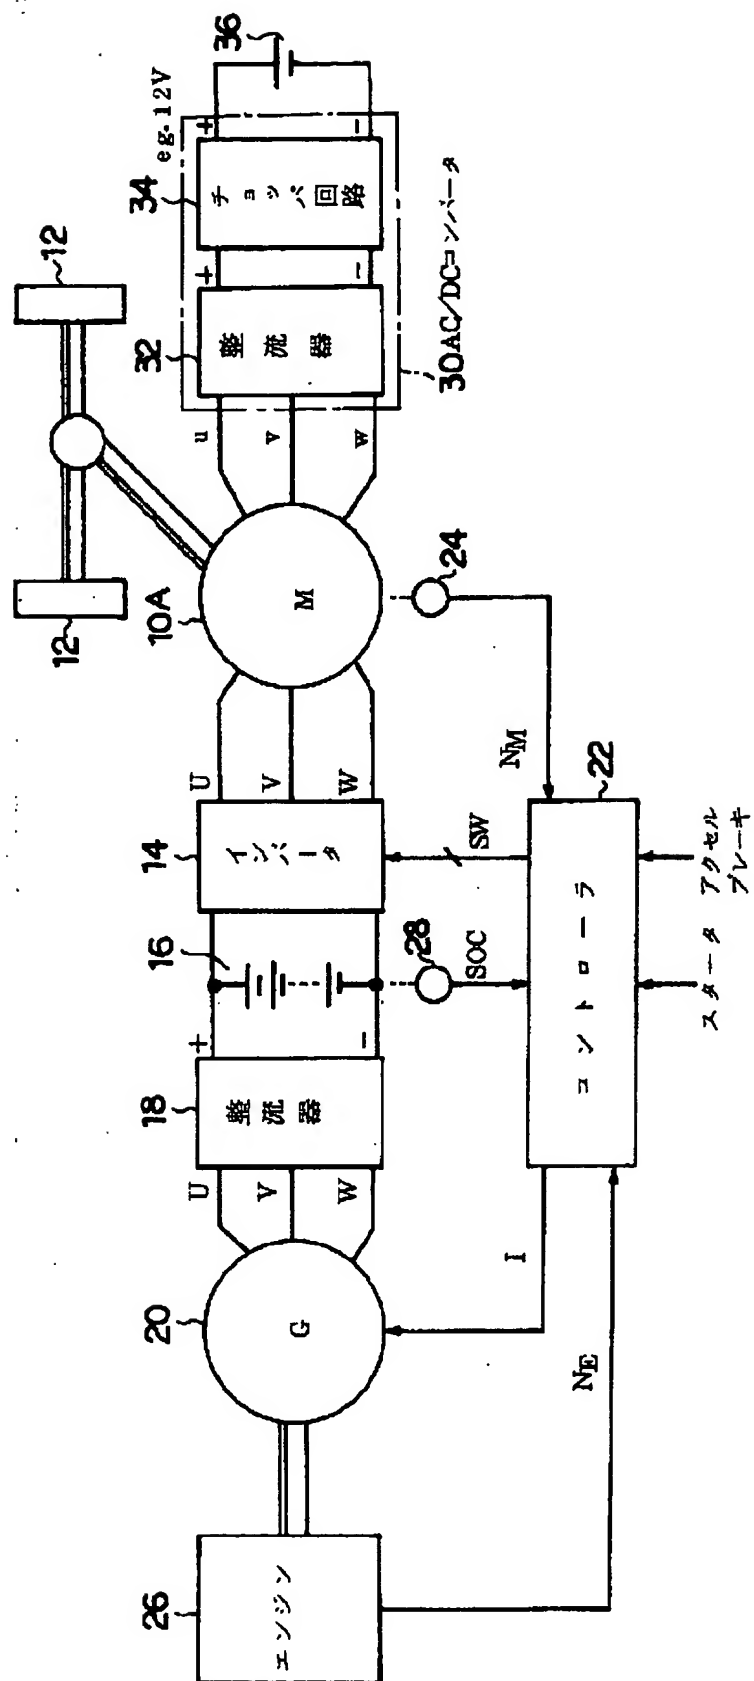 36
eg.12V
34
チョッパ回路
+
-
12
+
-
32
整流器
30AC/DCコンバータ
u
v
w
12
10A
M
24
NM
U
V
W
22
14
インバータ
SW
アクセル
ブレーキ
16
28
SOC
コントローラ
スタータ
+
-
18
整流器
U
V
W
I
20
G
NE
26
エンジン